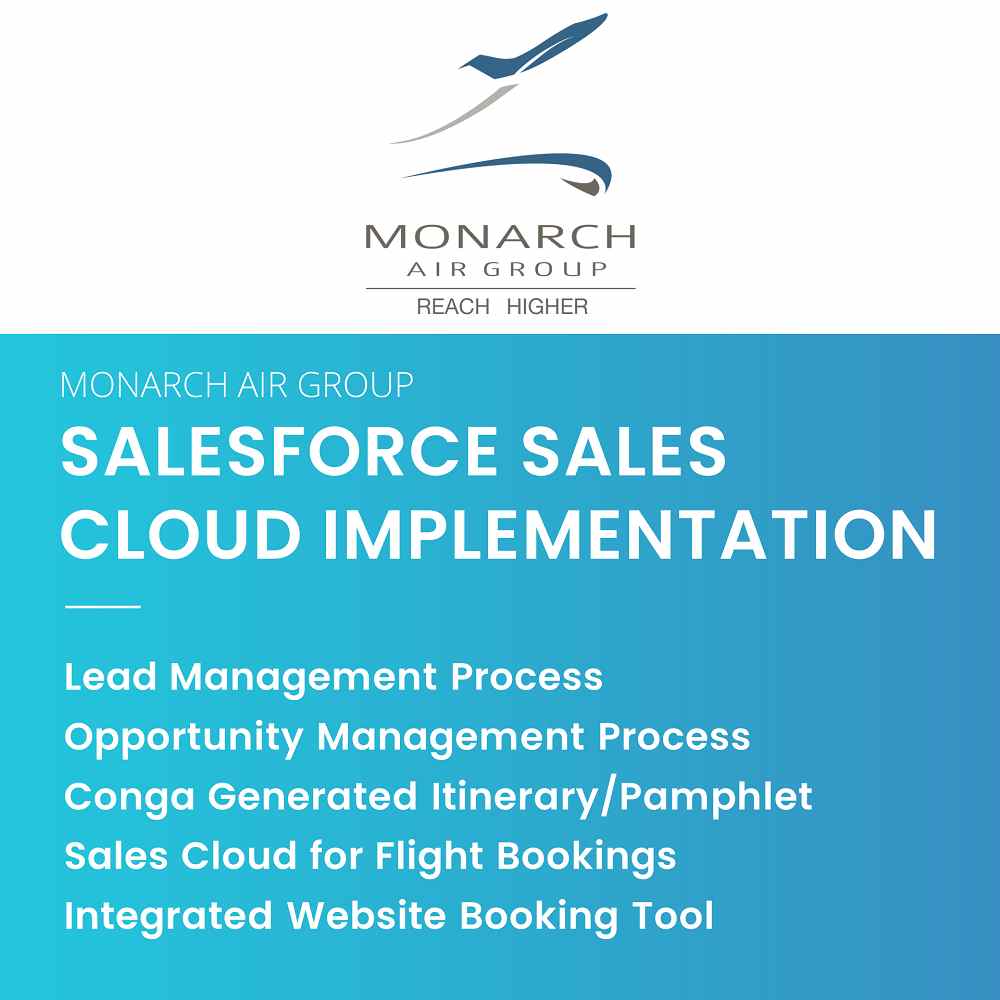 MONARCH
AIR GROUP
REACH HIGHER
MONARCH AIR GROUP
SALESFORCE SALES
CLOUD IMPLEMENTATION
Lead Management Process
Opportunity Management Process
Conga Generated Itinerary/Pamphlet
Sales Cloud for Flight Bookings
Integrated Website Booking Tool